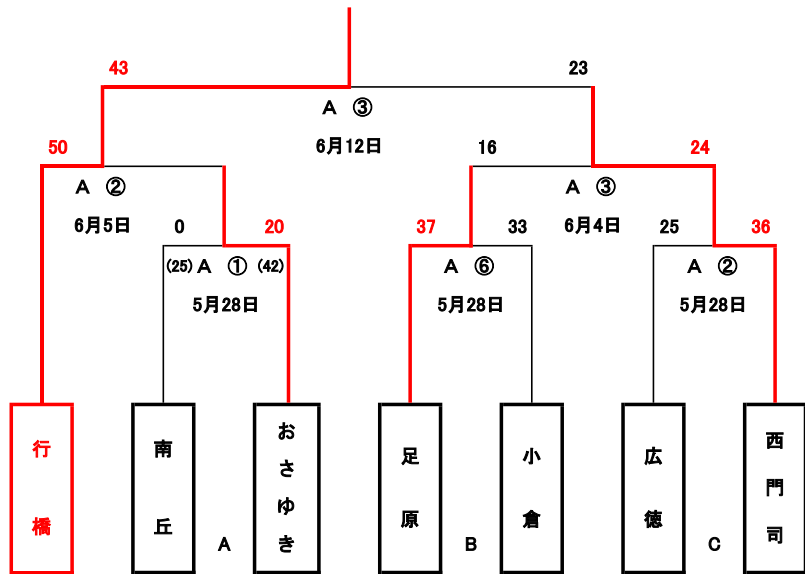 43
23
A ③
6月12日
50
16
24
A ②
A ③
6月5日
0
20
37
33
6月4日
25
36
(25) A ① (42)
A ⑥
A ②
5月28日
5月28日
5月28日
行橋
南丘
A
おさゆき
足原
B
小倉
広徳
C
西門司